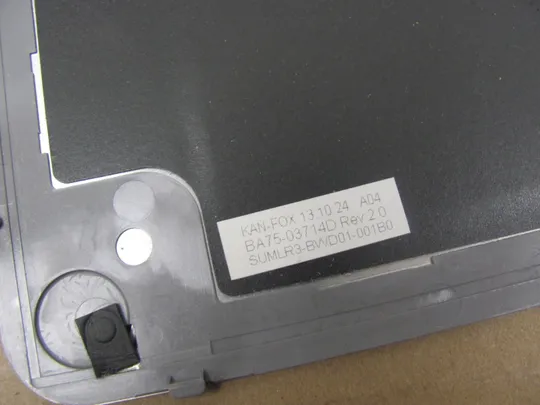 KAN-FOX 13 10 24 A04
BA75-03714D Rev 2.0
SUMLR3-BWD01-001B0